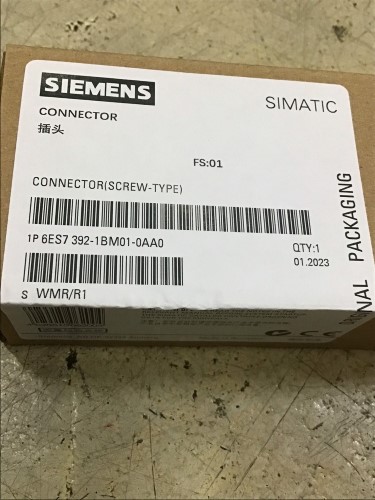 SIEMENS
SIMATIC
CONNECTOR
插头
FS:01
CONNECTOR(SCREW-TYPE)
1P 6ES7 392-1BM01-0AA0
QTY:1
01.2023
S WMR/R1
NAL PACKAGING